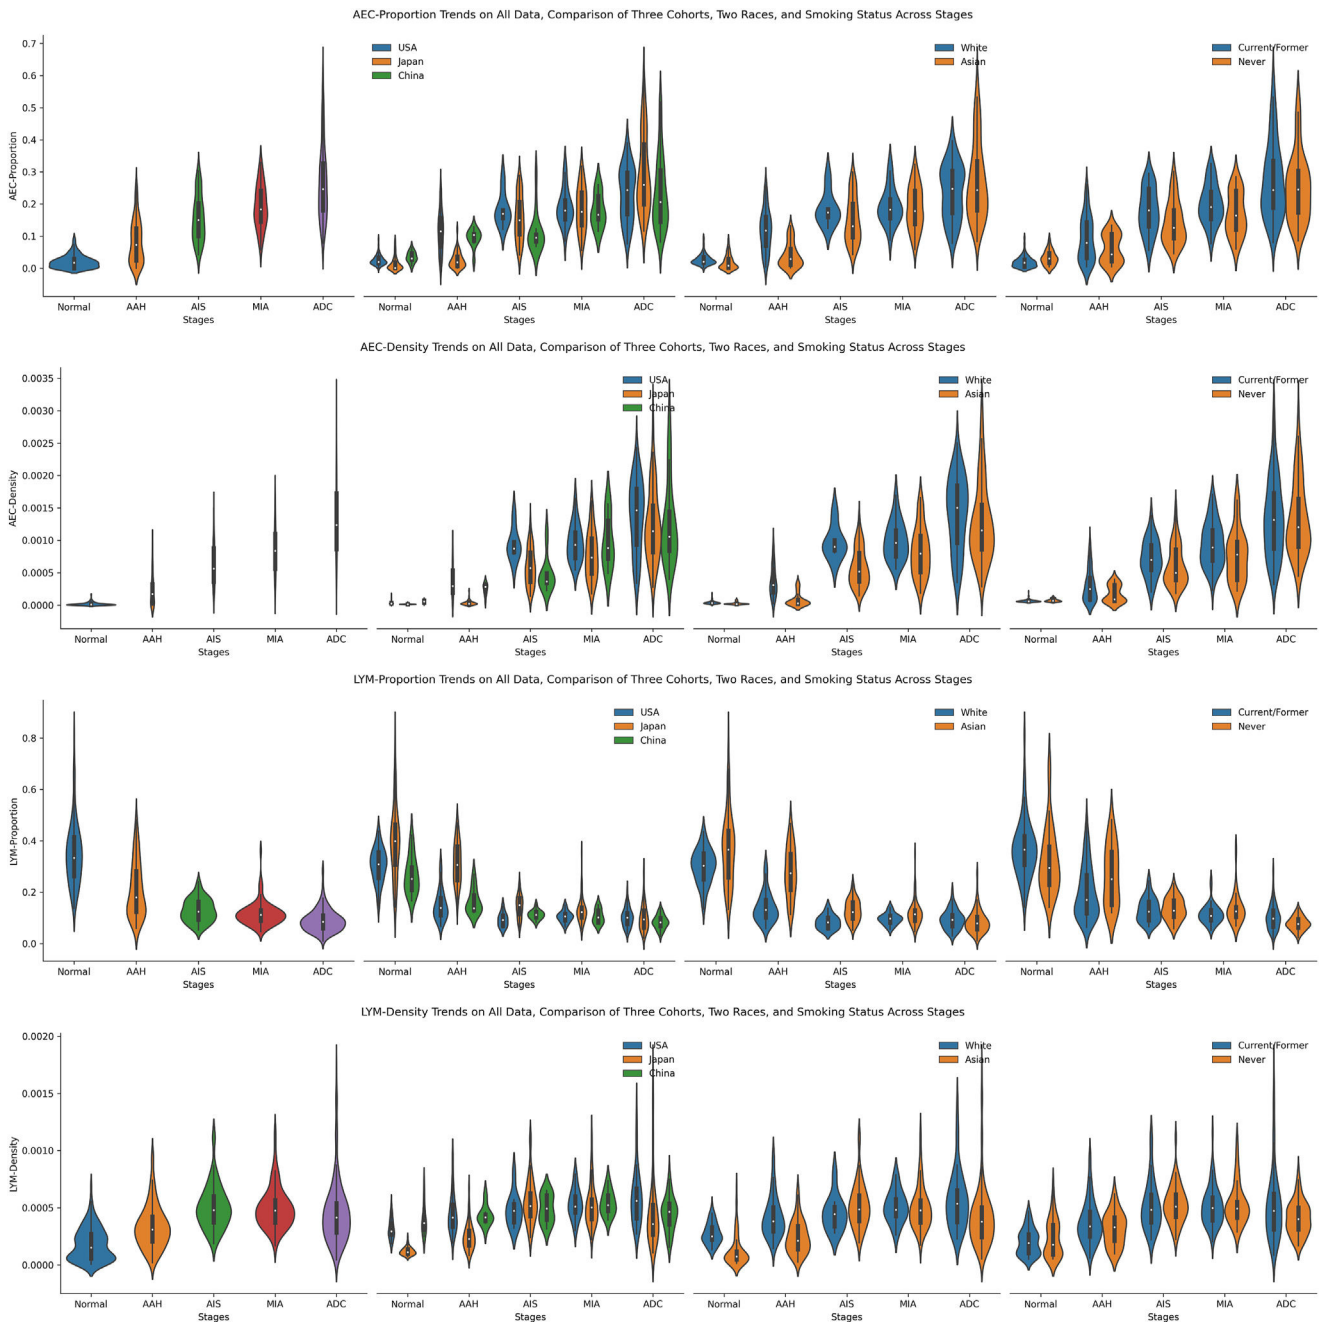 AEC-Proportion Trends on All Data, Comparison of Three Cohorts, Two Races, and Smoking Status Across Stages
0.7
0.6
0.5
0.4
0.3
0.2
0.1
0.0
AEC-Proportion
USA
Japan
China
White
Asian
Current/Former
Never
Normal AAH AIS MIA ADC
Normal AAH AIS MIA ADC
Normal AAH AIS MIA ADC
Normal AAH AIS MIA ADC
Stages Stages Stages Stages
AEC-Density Trends on All Data, Comparison of Three Cohorts, Two Races, and Smoking Status Across Stages
0.0035
0.0030
0.0025
0.0020
0.0015
0.0010
0.0005
0.0000
AEC-Density
USA
Japan
China
White
Asian
Current/Former
Never
Normal AAH AIS MIA ADC
Normal AAH AIS MIA ADC
Normal AAH AIS MIA ADC
Normal AAH AIS MIA ADC
Stages Stages Stages Stages
LYM-Proportion Trends on All Data, Comparison of Three Cohorts, Two Races, and Smoking Status Across Stages
0.8
0.6
0.4
0.2
0.0
LYM-Proportion
USA
Japan
China
White
Asian
Current/Former
Never
Normal AAH AIS MIA ADC
Normal AAH AIS MIA ADC
Normal AAH AIS MIA ADC
Normal AAH AIS MIA ADC
Stages Stages Stages Stages
LYM-Density Trends on All Data, Comparison of Three Cohorts, Two Races, and Smoking Status Across Stages
0.0020
0.0015
0.0010
0.0005
0.0000
LYM-Density
USA
Japan
China
White
Asian
Current/Former
Never
Normal AAH AIS MIA ADC
Normal AAH AIS MIA ADC
Normal AAH AIS MIA ADC
Normal AAH AIS MIA ADC
Stages Stages Stages Stages